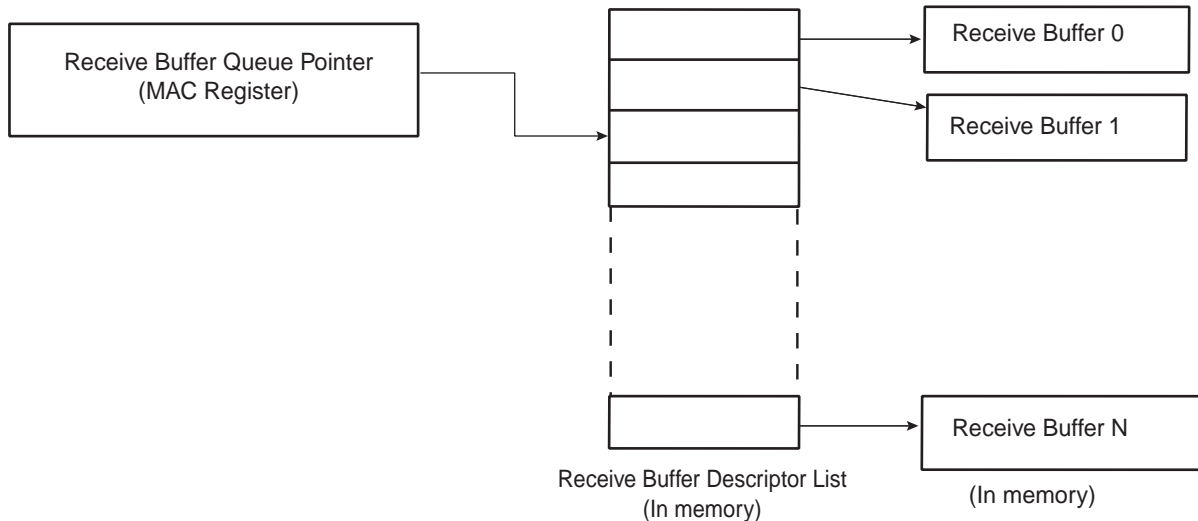 Receive Buffer Queue Pointer
(MAC Register)
Receive Buffer 0
Receive Buffer 1
Receive Buffer N
Receive Buffer Descriptor List
(In memory)
(In memory)